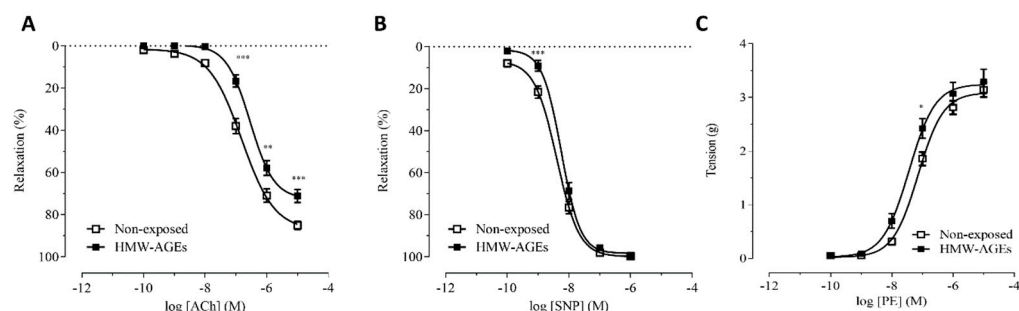 A
0
20
40
60
80
100
Relaxation (%)
***
**
***
Non-exposed
HMW-AGEs
-12
-10
-8
-6
-4
log [ACh] (M)
B
0
20
40
60
80
100
Relaxation (%)
***
Non-exposed
HMW-AGEs
-12
-10
-8
-6
-4
log [SNP] (M)
C
4
3
2
1
0
Tension (g)
*
Non-exposed
HMW-AGEs
-12
-10
-8
-6
-4
log [PE] (M)